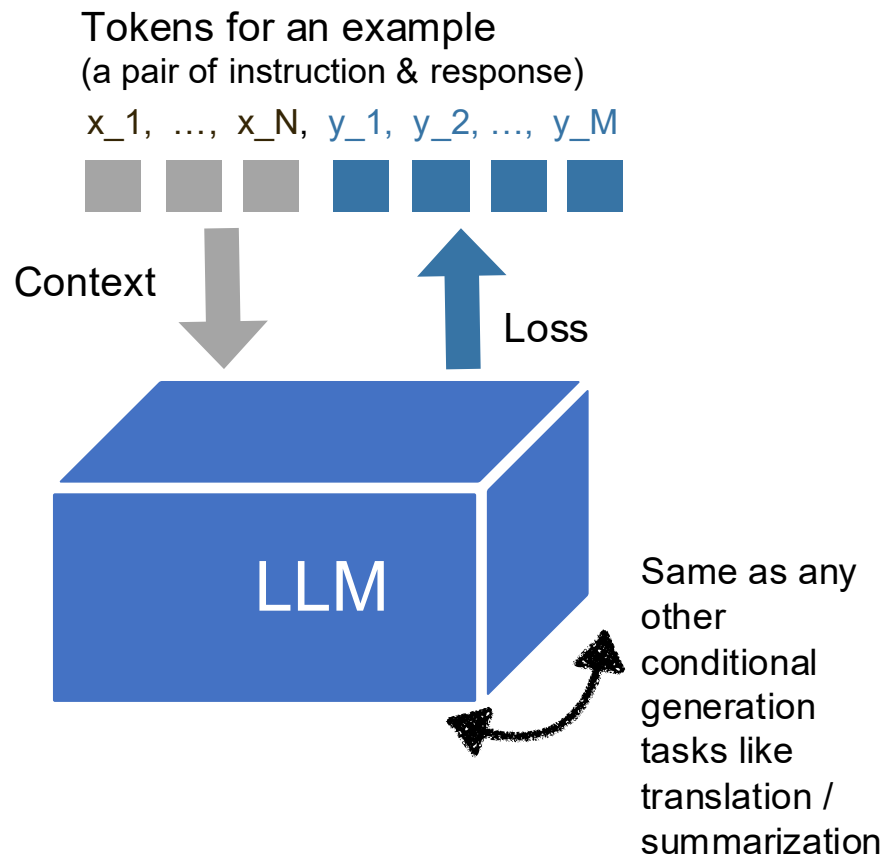 Tokens for an example
(a pair of instruction & response)
x_1, …, x_N, y_1, y_2, …, y_M
Context
Loss
LLM
Same as any
other
conditional
generation
tasks like
translation /
summarization